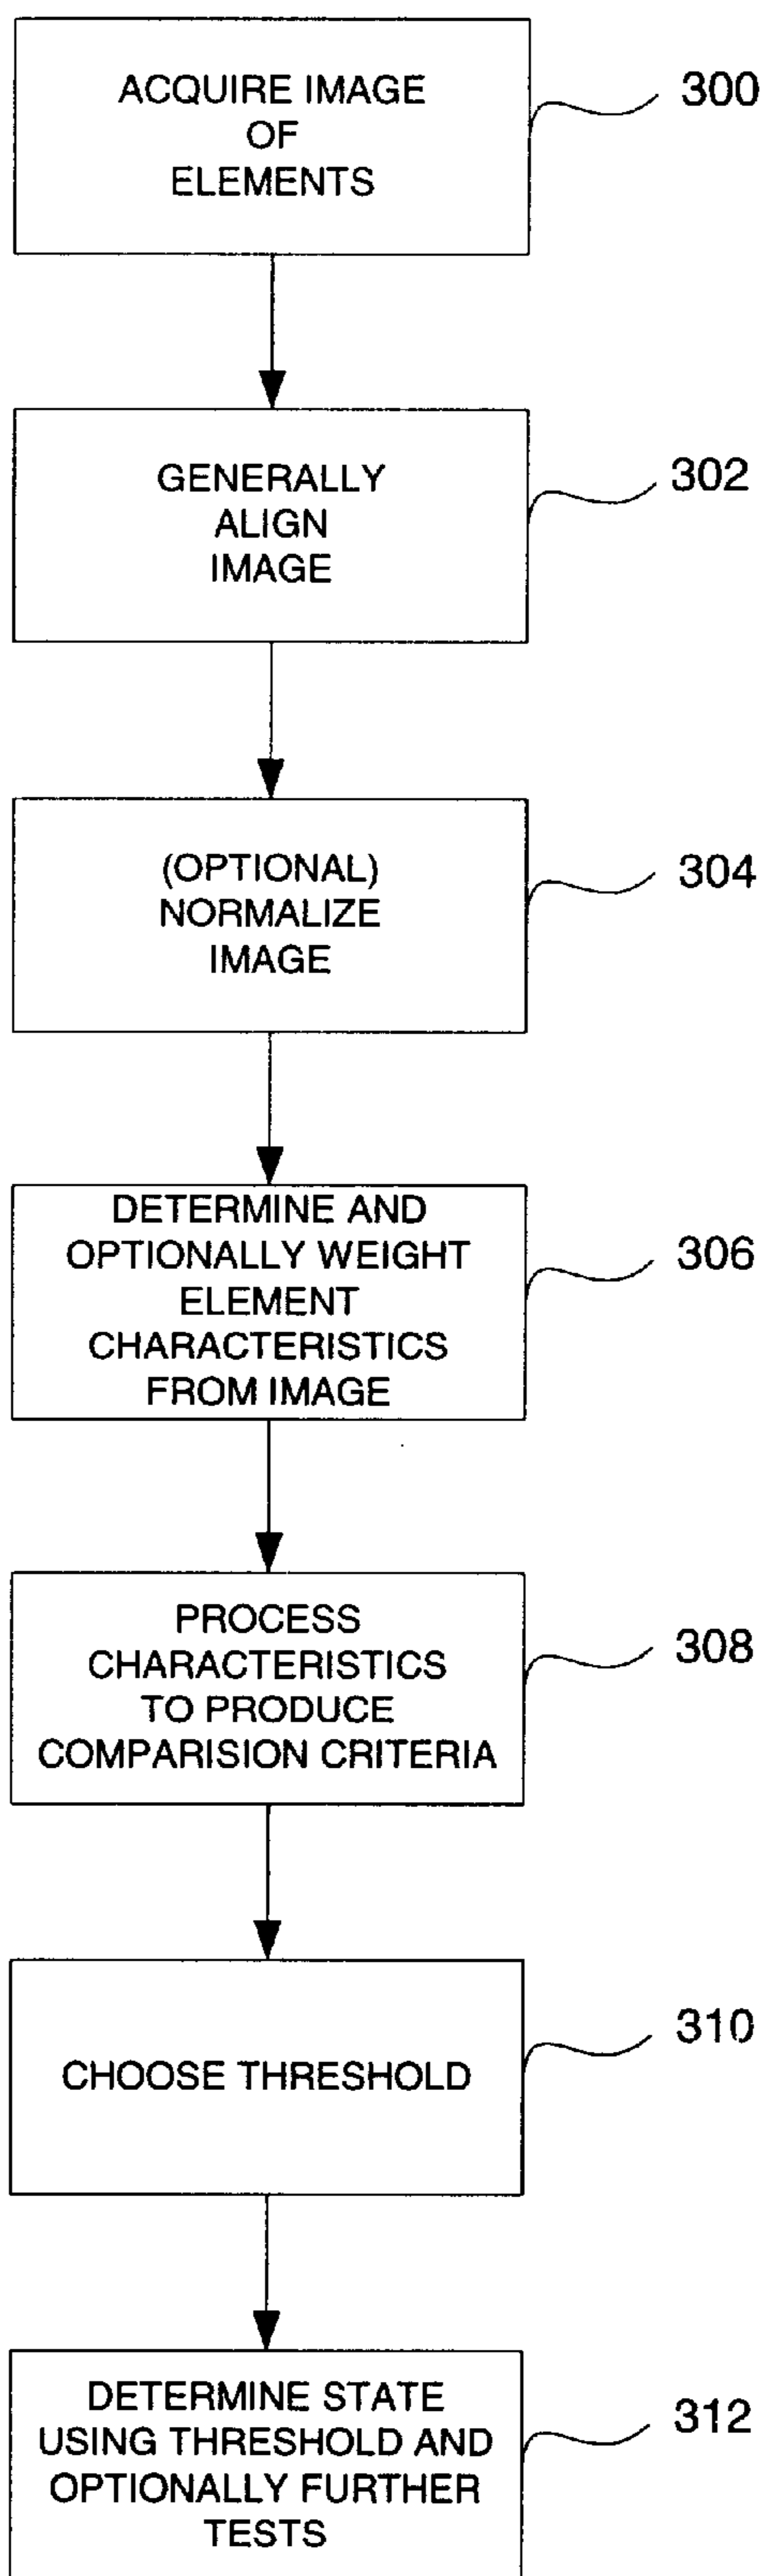 ACQUIRE IMAGE
OF
ELEMENTS
300
GENERALLY
ALIGN
IMAGE
302
(OPTIONAL)
NORMALIZE
IMAGE
304
DETERMINE AND
OPTIONALLY WEIGHT
ELEMENT
CHARACTERISTICS
FROM IMAGE
306
PROCESS
CHARACTERISTICS
TO PRODUCE
COMPARISION CRITERIA
308
CHOOSE THRESHOLD
310
DETERMINE STATE
USING THRESHOLD AND
OPTIONALLY FURTHER
TESTS
312